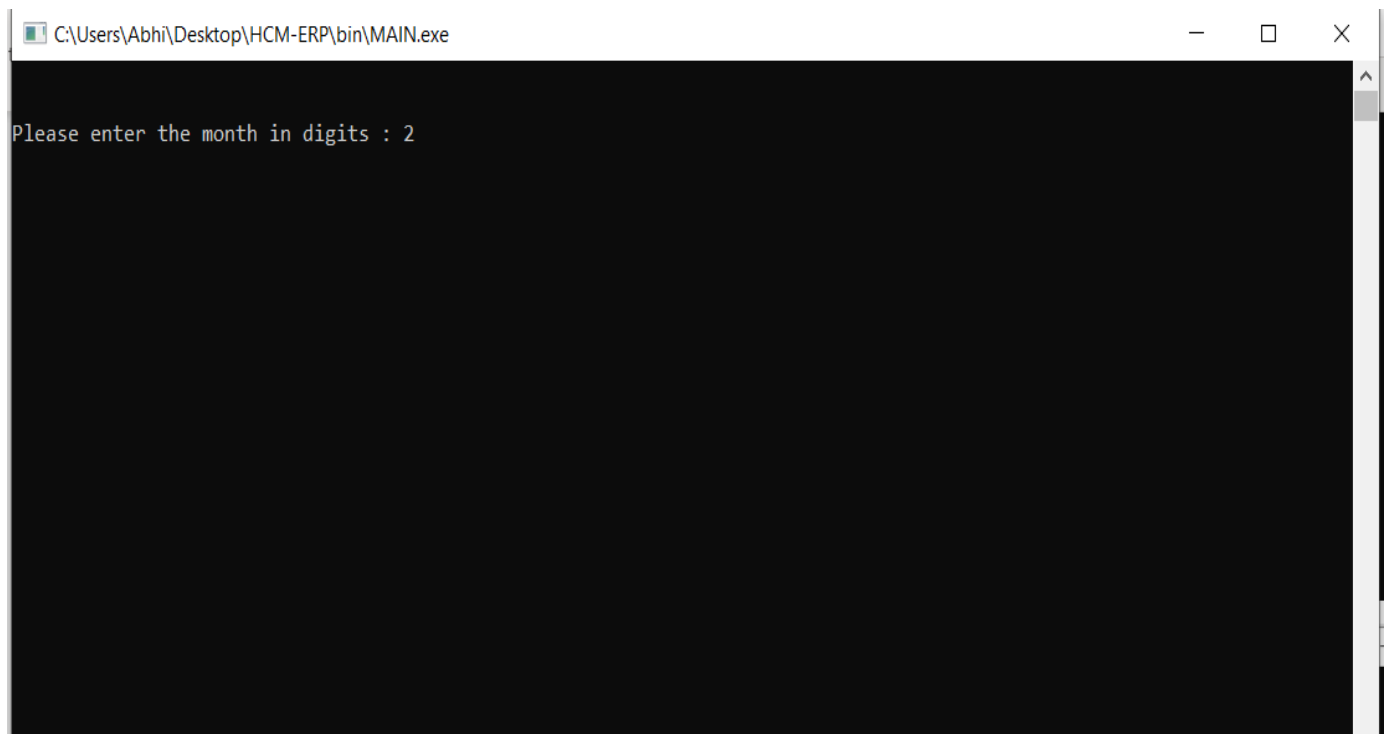 C:\Users\Abhi\Desktop\HCM-ERP\bin\MAIN.exe
Please enter the month in digits : 2